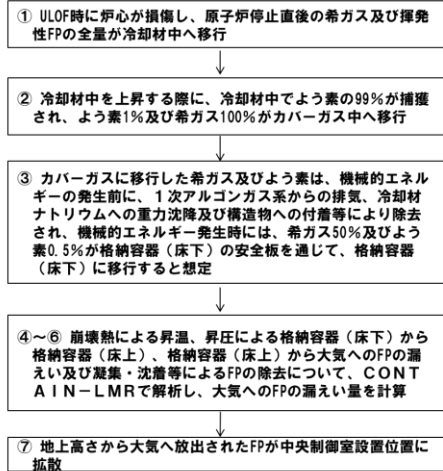 ① ULOF時に炉心が損傷し、原子炉停止直後の希ガス及び揮発
性FPの全量が冷却材中へ移行
② 冷却材中を上昇する際に、冷却材中でよう素の99%が捕獲
され、よう素1%及び希ガス100%がカバーガス中へ移行
③ カバーガスに移行した希ガス及びよう素は、機械的エネル
ギーの発生前に、１次アルゴンガス系からの排気、冷却材
ナトリウムへの重力沈降及び構造物への付着等により除去
され、機械的エネルギー発生時には、希ガス50%及びよう
素0.5%が格納容器（床下）の安全板を通じて、格納容器
（床下）に移行すると想定
④～⑥ 崩壊熱による昇温、昇圧による格納容器（床下）から
格納容器（床上）、格納容器（床上）から大気へのFPの漏
えい及び凝集・沈着等によるFPの除去について、ＣＯＮＴ
ＡＩＮ－ＬＭＲで解析し、大気へのFPの漏えい量を計算
⑦ 地上高さから大気へ放出されたFPが中央制御室設置位置に
拡散